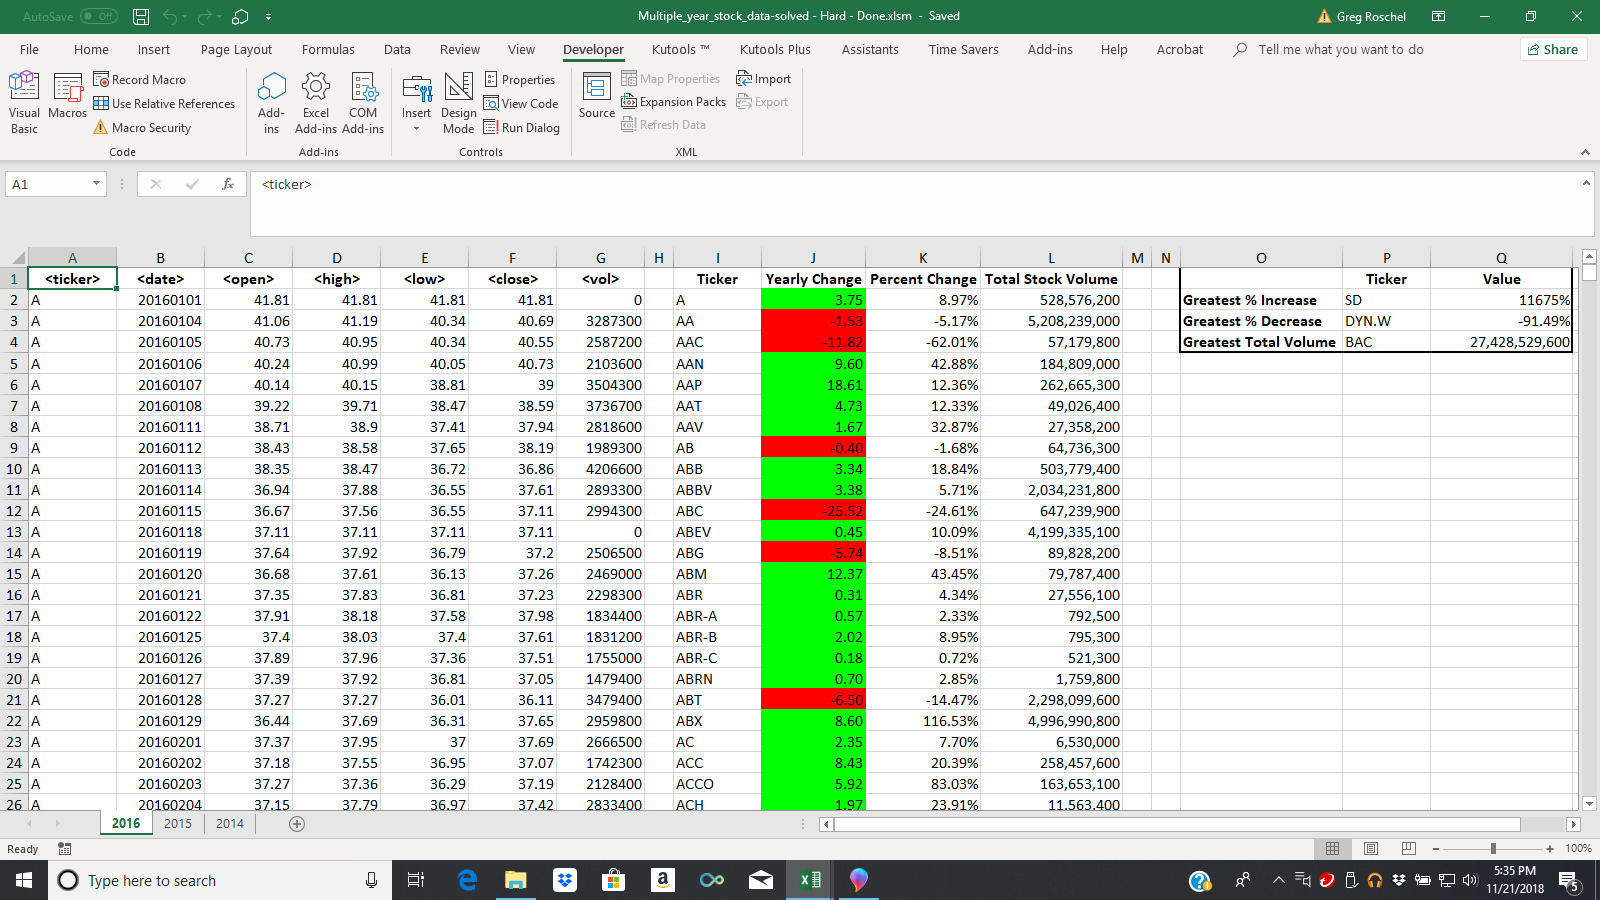 AutoSave Off Multiple_year_stock_data-solved - Hard - Done.xlsm - Saved Greg Roschel
File Home Insert Page Layout Formulas Data Review View Developer Kutools ™ Kutools Plus Assistants Time Savers Add-ins Help Acrobat Tell me what you want to do Share
Visual Basic Macros Record Macro Use Relative References Macro Security Code
Add-ins Excel Add-ins COM Add-ins Add-ins
Insert Design Mode Properties View Code Run Dialog Controls
Source Map Properties Expansion Packs Refresh Data Import Export XML
A1 fx <ticker>
A B C D E F G H I J K L M N O P Q
1 <ticker> <date> <open> <high> <low> <close> <vol> Ticker Yearly Change Percent Change Total Stock Volume Ticker Value
2 A 20160101 41.81 41.81 41.81 41.81 0 A 3.75 8.97% 528,576,200 Greatest % Increase SD 11675%
3 A 20160104 41.06 41.19 40.34 40.69 3287300 AA -1.53 -5.17% 5,208,239,000 Greatest % Decrease DYN.W -91.49%
4 A 20160105 40.73 40.95 40.34 40.55 2587200 AAC -11.82 -62.01% 57,179,800 Greatest Total Volume BAC 27,428,529,600
5 A 20160106 40.24 40.99 40.05 40.73 2103600 AAN 9.60 42.88% 184,809,000
6 A 20160107 40.14 40.15 38.81 39 3504300 AAP 18.61 12.36% 262,665,300
7 A 20160108 39.22 39.71 38.47 38.59 3736700 AAT 4.73 12.33% 49,026,400
8 A 20160111 38.71 38.9 37.41 37.94 2818600 AAV 1.67 32.87% 27,358,200
9 A 20160112 38.43 38.58 37.65 38.19 1989300 AB -0.40 -1.68% 64,736,300
10 A 20160113 38.35 38.47 36.72 36.86 4206600 ABB 3.34 18.84% 503,779,400
11 A 20160114 36.94 37.88 36.55 37.61 2893300 ABBV 3.38 5.71% 2,034,231,800
12 A 20160115 36.67 37.56 36.55 37.11 2994300 ABC -25.52 -24.61% 647,239,900
13 A 20160118 37.11 37.11 37.11 37.11 0 ABEV 0.45 10.09% 4,199,335,100
14 A 20160119 37.64 37.92 36.79 37.2 2506500 ABG -5.74 -8.51% 89,828,200
15 A 20160120 36.68 37.61 36.13 37.26 2469000 ABM 12.37 43.45% 79,787,400
16 A 20160121 37.35 37.83 36.81 37.23 2298300 ABR 0.31 4.34% 27,556,100
17 A 20160122 37.91 38.18 37.58 37.98 1834400 ABR-A 0.57 2.33% 792,500
18 A 20160125 37.4 38.03 37.4 37.61 1831200 ABR-B 2.02 8.95% 795,300
19 A 20160126 37.89 37.96 37.36 37.51 1755000 ABR-C 0.18 0.72% 521,300
20 A 20160127 37.39 37.92 36.81 37.05 1479400 ABRN 0.70 2.85% 1,759,800
21 A 20160128 37.27 37.27 36.01 36.11 3479400 ABT -6.50 -14.47% 2,298,099,600
22 A 20160129 36.44 37.69 36.31 37.65 2959800 ABX 8.60 116.53% 4,996,990,800
23 A 20160201 37.37 37.95 37 37.69 2666500 AC 2.35 7.70% 6,530,000
24 A 20160202 37.18 37.55 36.95 37.07 1742300 ACC 8.43 20.39% 258,457,600
25 A 20160203 37.27 37.36 36.29 37.19 2128400 ACCO 5.92 83.03% 163,653,100
26 A 20160204 37.15 37.79 36.97 37.42 2833400 ACH 1.97 23.91% 11,563,400
2016 2015 2014
Ready 100%
Type here to search 5:35 PM
11/21/2018 5